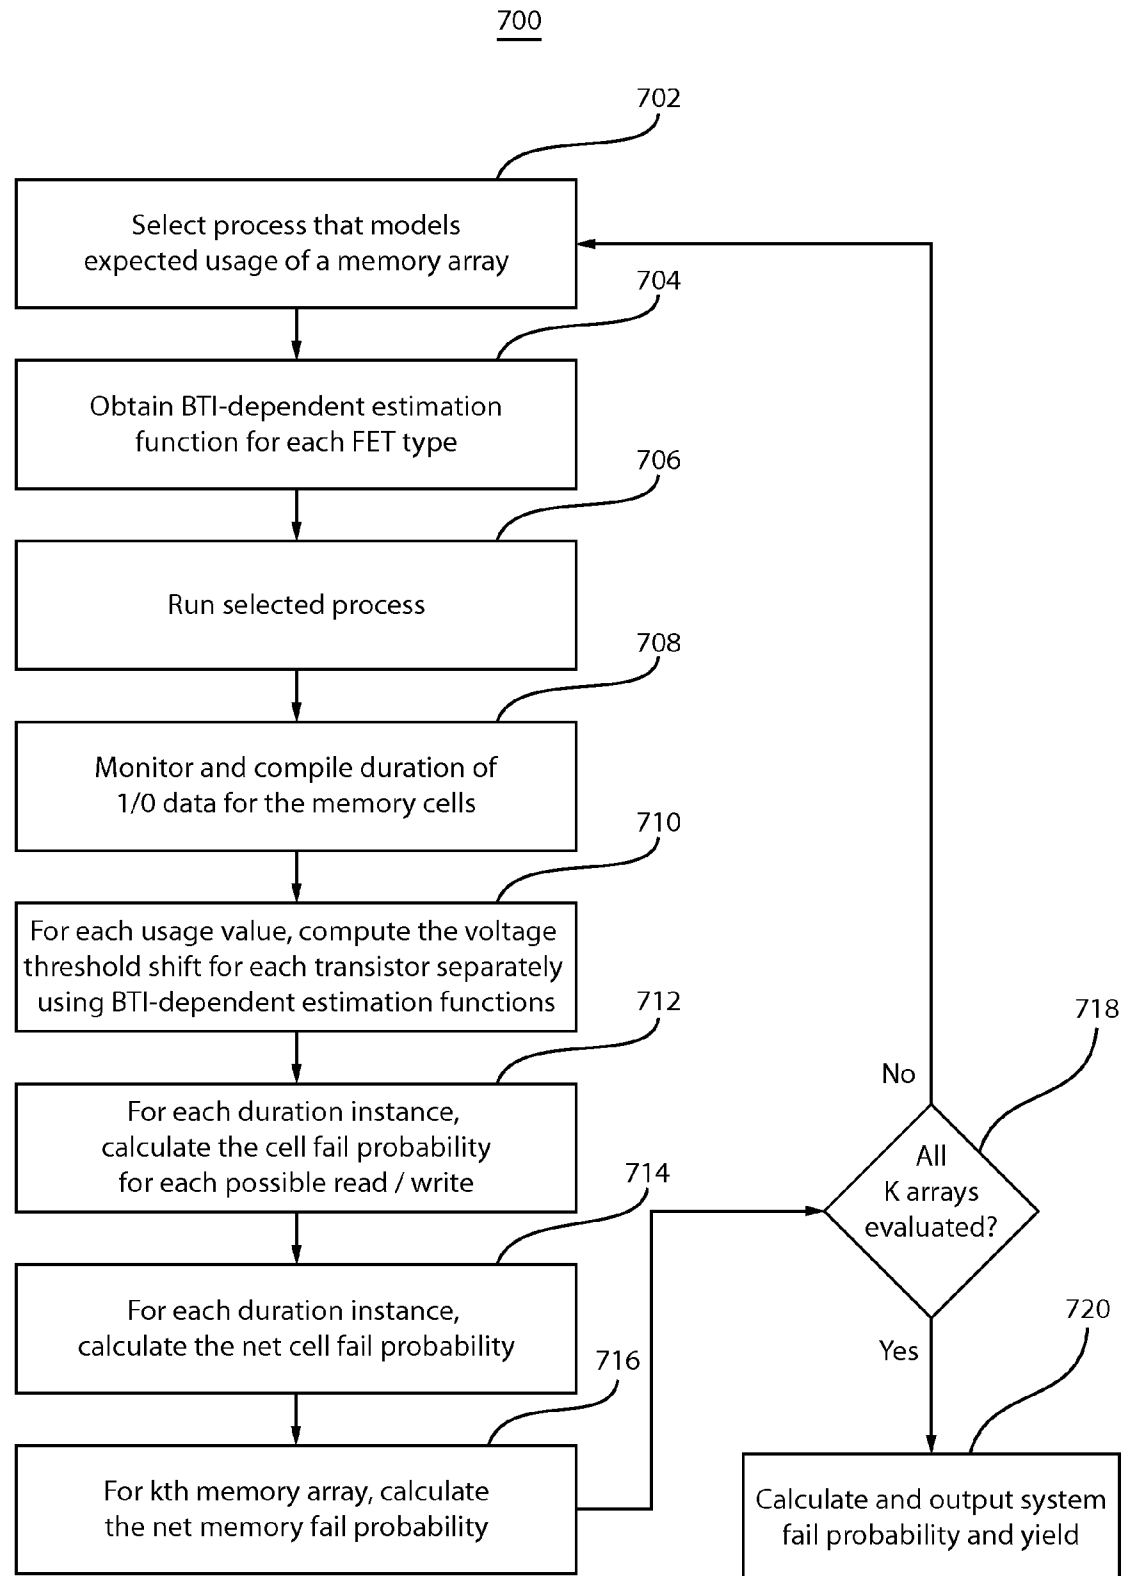 700
702
Select process that models
expected usage of a memory array
704
Obtain BTI-dependent estimation
function for each FET type
706
Run selected process
708
Monitor and compile duration of
1/0 data for the memory cells
710
For each usage value, compute the voltage
threshold shift for each transistor separately
using BTI-dependent estimation functions
712
For each duration instance,
calculate the cell fail probability
for each possible read / write
714
For each duration instance,
calculate the net cell fail probability
716
For kth memory array, calculate
the net memory fail probability
718
No
All
K arrays
evaluated?
Yes
720
Calculate and output system
fail probability and yield